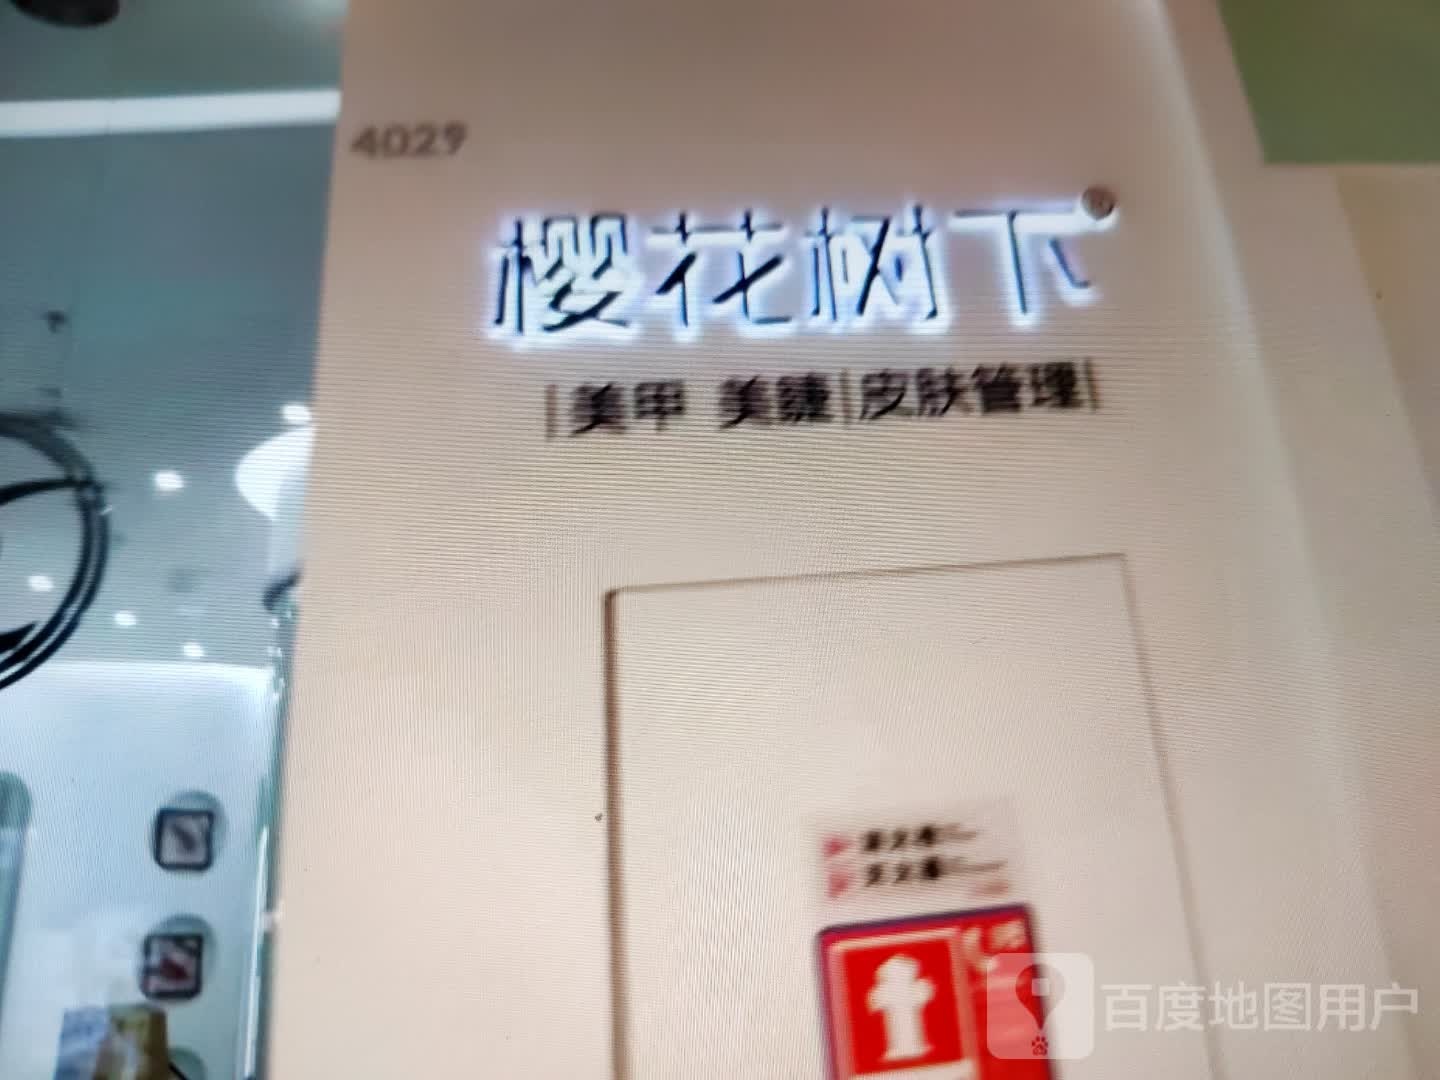 4029
樱花树下®
美甲 美睫|皮肤管理
百度地图用户